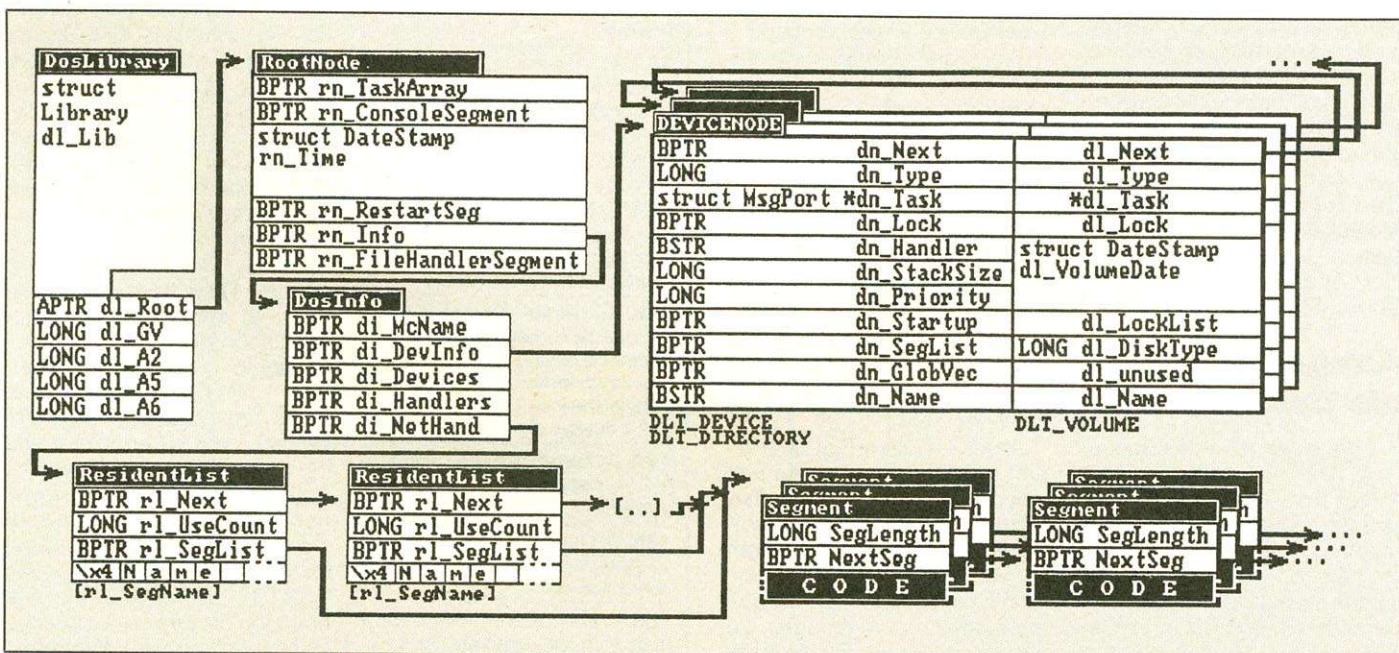 DosLibrary
struct
Library
dl_Lib
APTR dl_Root
LONG dl_GV
LONG dl_A2
LONG dl_A5
LONG dl_A6
RootNode
BPTR rn_TaskArray
BPTR rn_ConsoleSegment
struct DateStamp
rn_Time
BPTR rn_RestartSeg
BPTR rn_Info
BPTR rn_FileHandlerSegment
DosInfo
BPTR di_McName
BPTR di_DevInfo
BPTR di_Devices
BPTR di_Handlers
BPTR di_NetHand
...
DEVICENODE
BPTR dn_Next dl_Next
LONG dn_Type dl_Type
struct MsgPort *dn_Task *dl_Task
BPTR dn_Lock dl_Lock
BSTR dn_Handler struct DateStamp
LONG dn_StackSize dl_VolumeDate
LONG dn_Priority
BPTR dn_Startup dl_LockList
BPTR dn_SegList LONG dl_DiskType
BPTR dn_GlobVec dl_unused
BSTR dn_Name dl_Name
DLT_DEVICE DLT_VOLUME
DLT_DIRECTORY
ResidentList
BPTR rl_Next
LONG rl_UseCount
BPTR rl_SegList
\x4 N a m e
[rl_SegName]
ResidentList
BPTR rl_Next
LONG rl_UseCount
BPTR rl_SegList
\x4 N a m e
[rl_SegName]
[..]
Segment
LONG SegLength
BPTR NextSeg
C O D E
Segment
LONG SegLength
BPTR NextSeg
C O D E
....
....
....